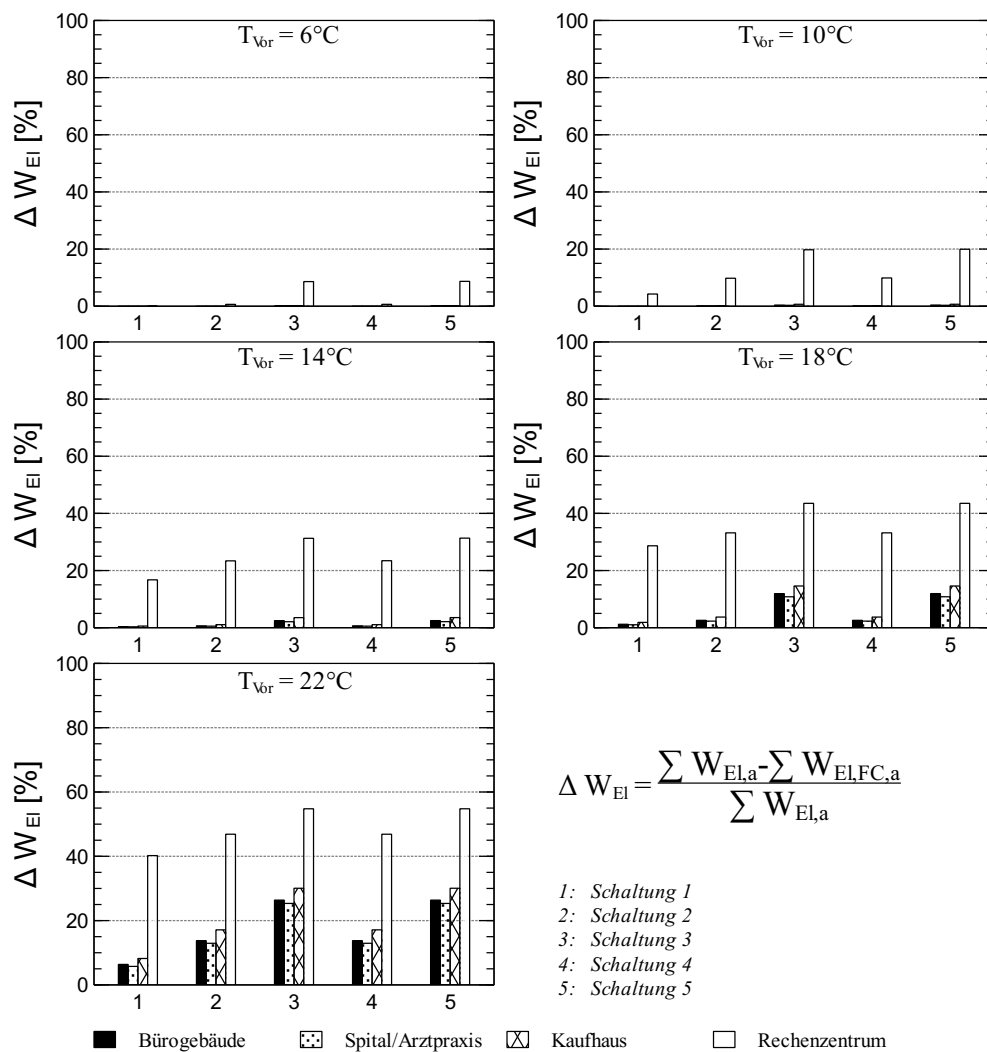 T_Vor = 6°C
Δ W_El [%]
100
80
60
40
20
0
1 2 3 4 5
T_Vor = 10°C
Δ W_El [%]
100
80
60
40
20
0
1 2 3 4 5
T_Vor = 14°C
Δ W_El [%]
100
80
60
40
20
0
1 2 3 4 5
T_Vor = 18°C
Δ W_El [%]
100
80
60
40
20
0
1 2 3 4 5
T_Vor = 22°C
Δ W_El [%]
100
80
60
40
20
0
1 2 3 4 5
∑ W_El,a-∑ W_El,FC,a
Δ W_El =
∑ W_El,a
1: Schaltung 1
2: Schaltung 2
3: Schaltung 3
4: Schaltung 4
5: Schaltung 5
Bürogebäude Spital/Arztpraxis Kaufhaus Rechenzentrum